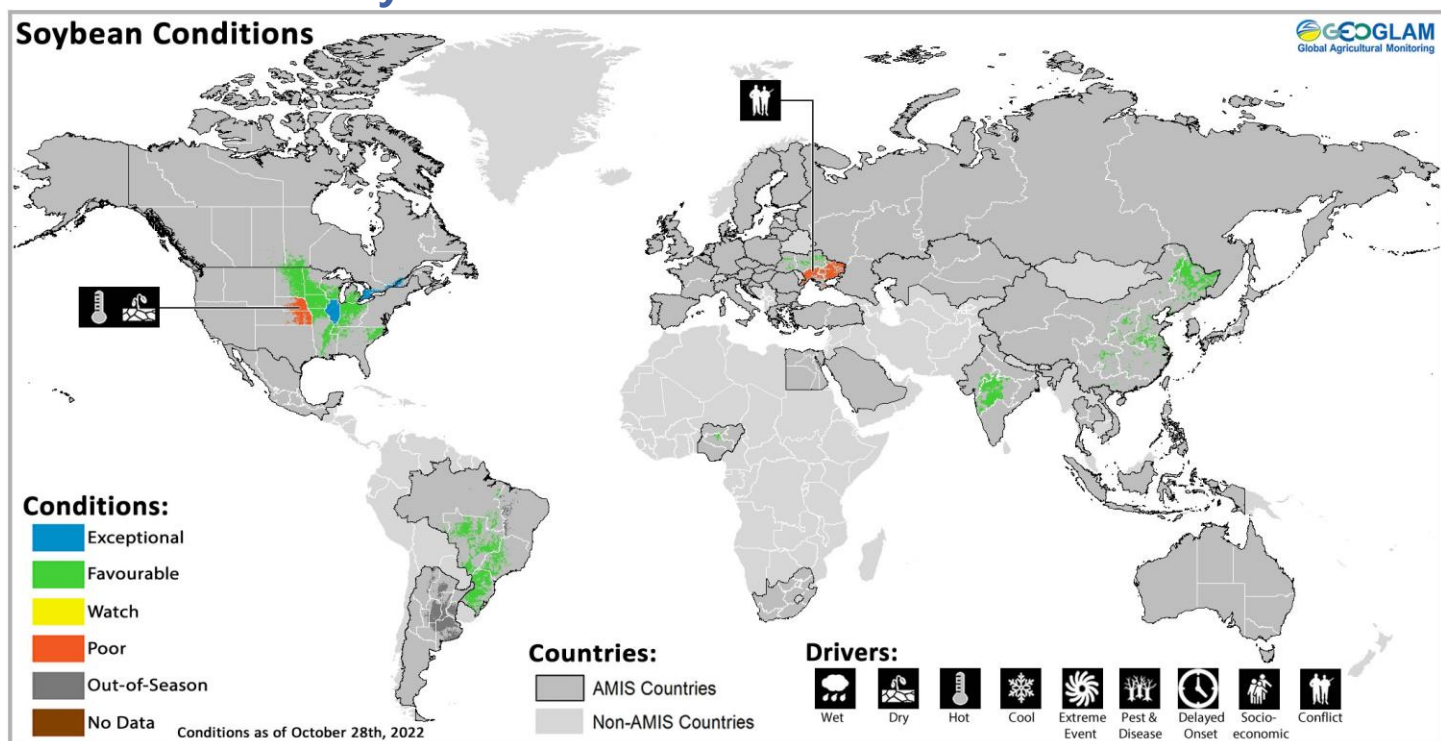 Soybean Conditions
GEOGLAM
Global Agricultural Monitoring
Conditions:
Exceptional
Favourable
Watch
Poor
Out-of-Season
No Data
Conditions as of October 28th, 2022
Countries:
AMIS Countries
Non-AMIS Countries
Drivers:
Wet
Dry
Hot
Cool
Extreme
Event
Pest &
Disease
Delayed
Onset
Socio-
economic
Conflict